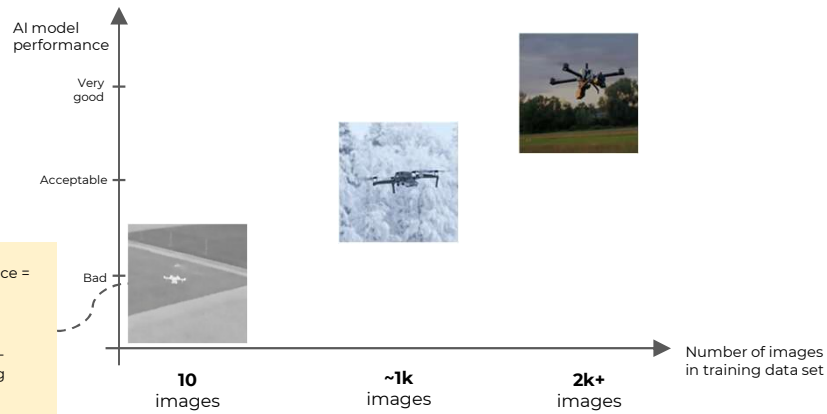 AI model
performance
Very
good
Acceptable
Bad
ce =
g
10
images
~1k
images
2k+
images
Number of images
in training data set